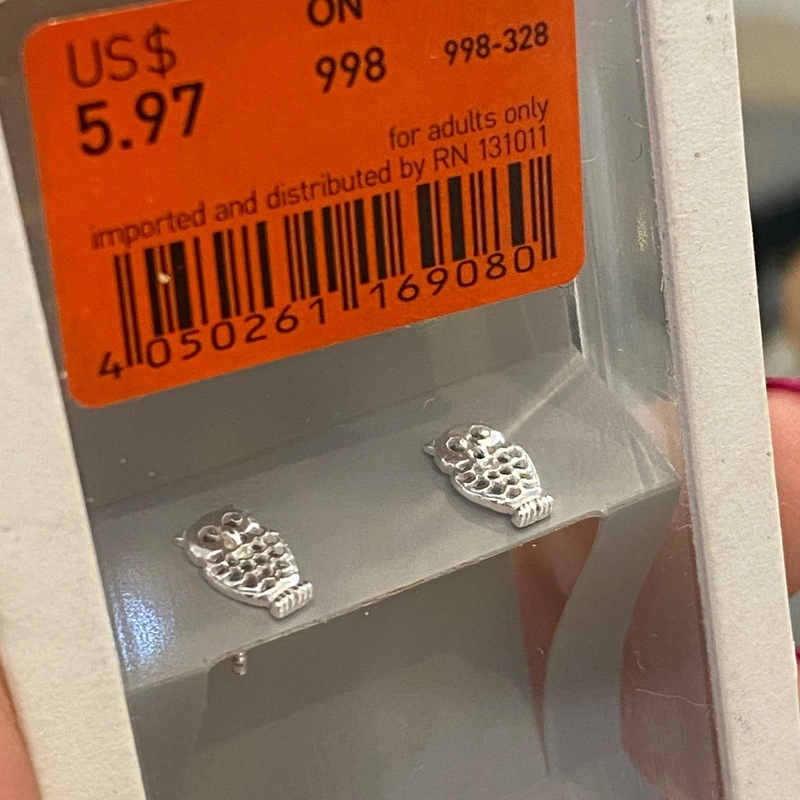 ON
US$
998
998-328
5.97
for adults only
imported and distributed by RN 131011
4 050261 169080